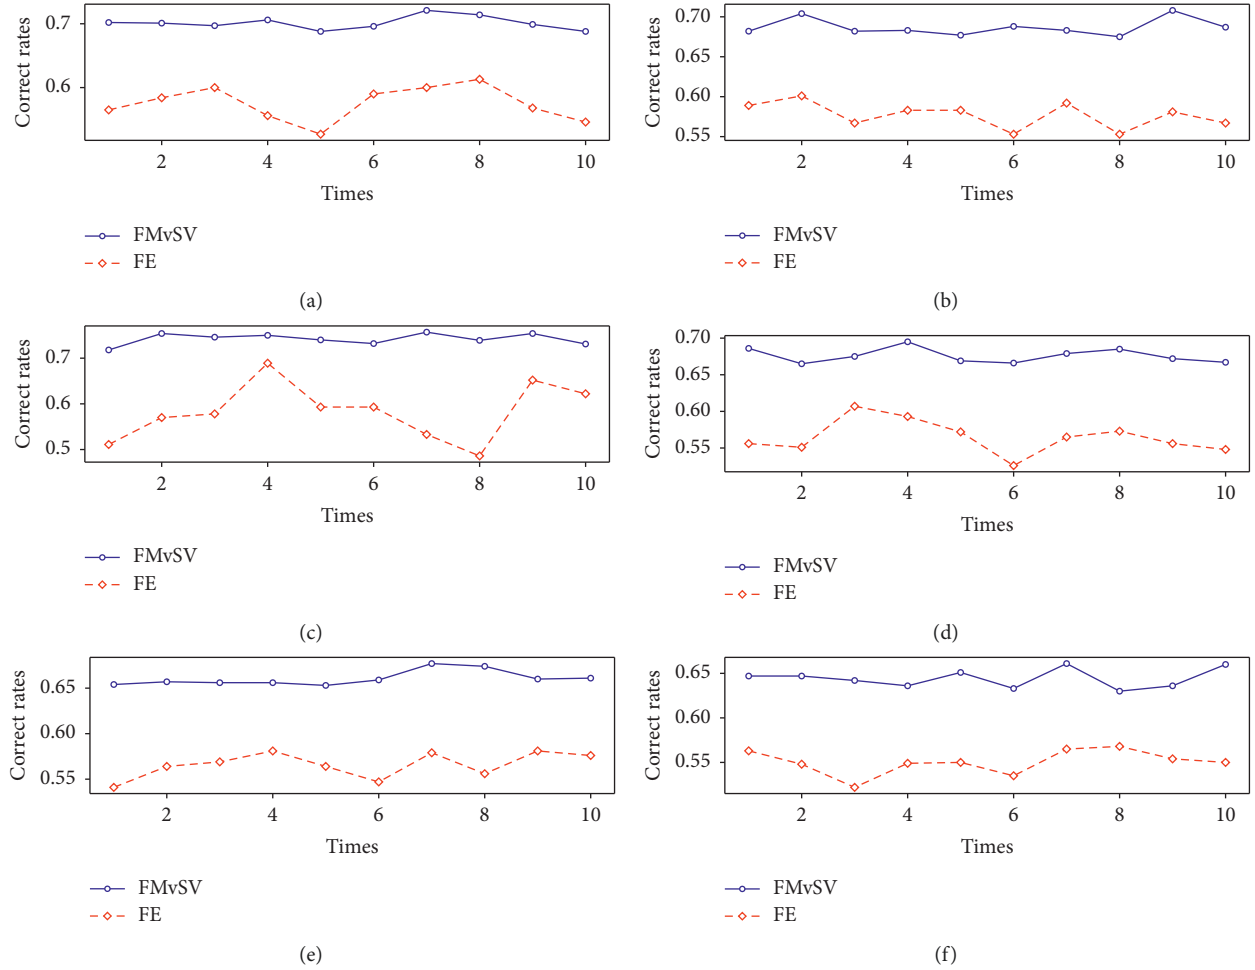 Correct rates
0.7
0.6
2 4 6 8 10
Times
FMvSV
FE
(a)
Correct rates
0.70
0.65
0.60
0.55
2 4 6 8 10
Times
FMvSV
FE
(b)
Correct rates
0.7
0.6
0.5
2 4 6 8 10
Times
FMvSV
FE
(c)
Correct rates
0.70
0.65
0.60
0.55
2 4 6 8 10
Times
FMvSV
FE
(d)
Correct rates
0.65
0.60
0.55
2 4 6 8 10
Times
FMvSV
FE
(e)
Correct rates
0.65
0.60
0.55
2 4 6 8 10
Times
FMvSV
FE
(f)